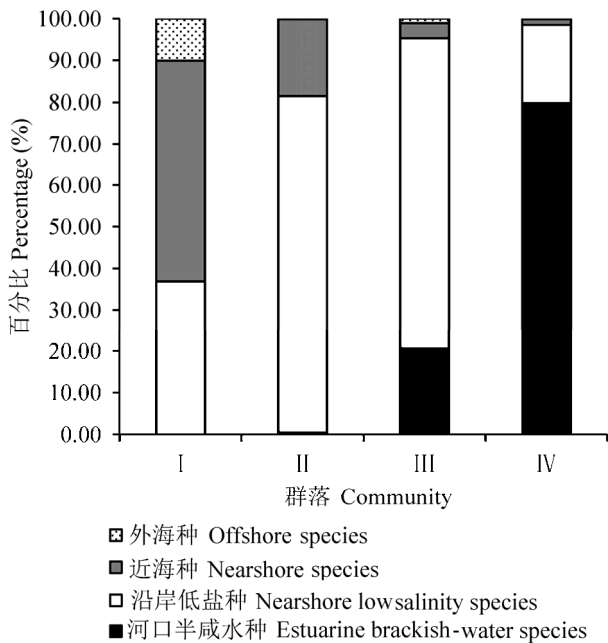 百分比 Percentage (%)
100.00
90.00
80.00
70.00
60.00
50.00
40.00
30.00
20.00
10.00
0.00
I II III IV
群落 Community
外海种 Offshore species
近海种 Nearshore species
沿岸低盐种 Nearshore lowsalinity species
河口半咸水种 Estuarine brackish-water species